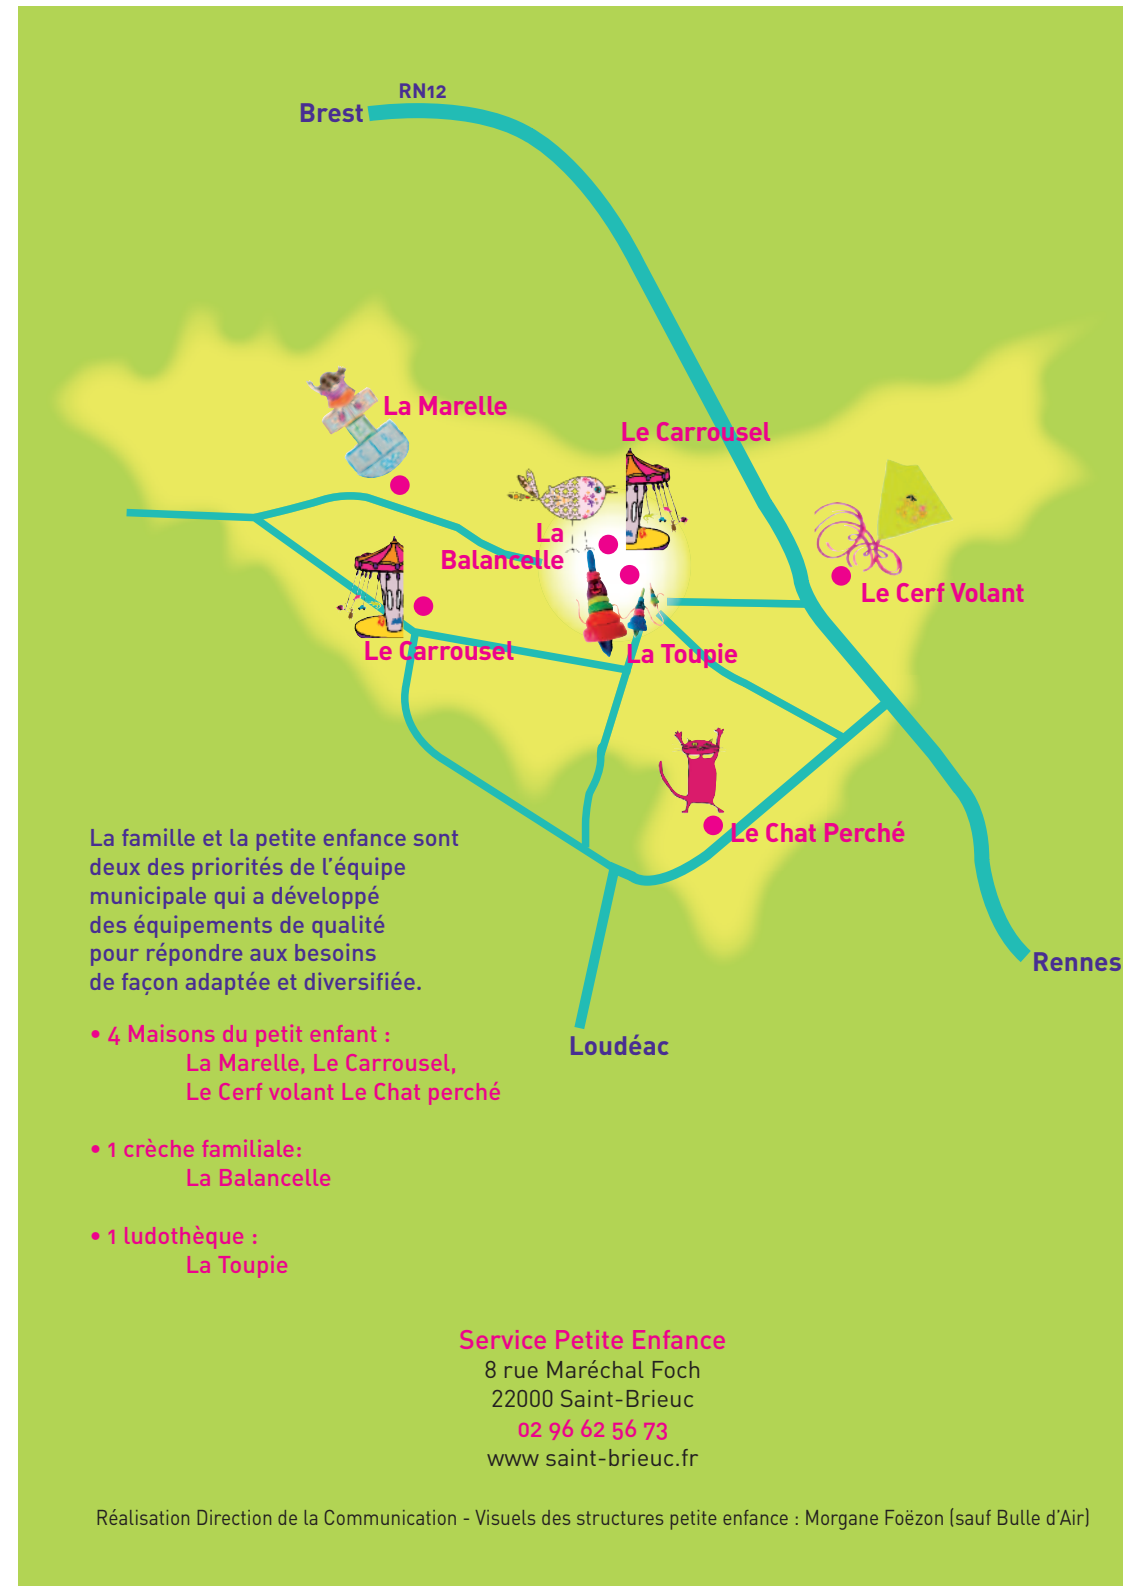 RN12
Brest
La Marelle
Le Carrousel
La
Balancelle
Le Cerf Volant
Le Carrousel
La Toupie
Le Chat Perché
La famille et la petite enfance sont
deux des priorités de l'équipe
municipale qui a développé
des équipements de qualité
pour répondre aux besoins
de façon adaptée et diversifiée.
Rennes
Loudéac
• 4 Maisons du petit enfant :
La Marelle, Le Carrousel,
Le Cerf volant Le Chat perché
• 1 crèche familiale:
La Balancelle
• 1 ludothèque :
La Toupie
Service Petite Enfance
8 rue Maréchal Foch
22000 Saint-Brieuc
02 96 62 56 73
www saint-brieuc.fr
Réalisation Direction de la Communication - Visuels des structures petite enfance : Morgane Foëzon (sauf Bulle d'Air)